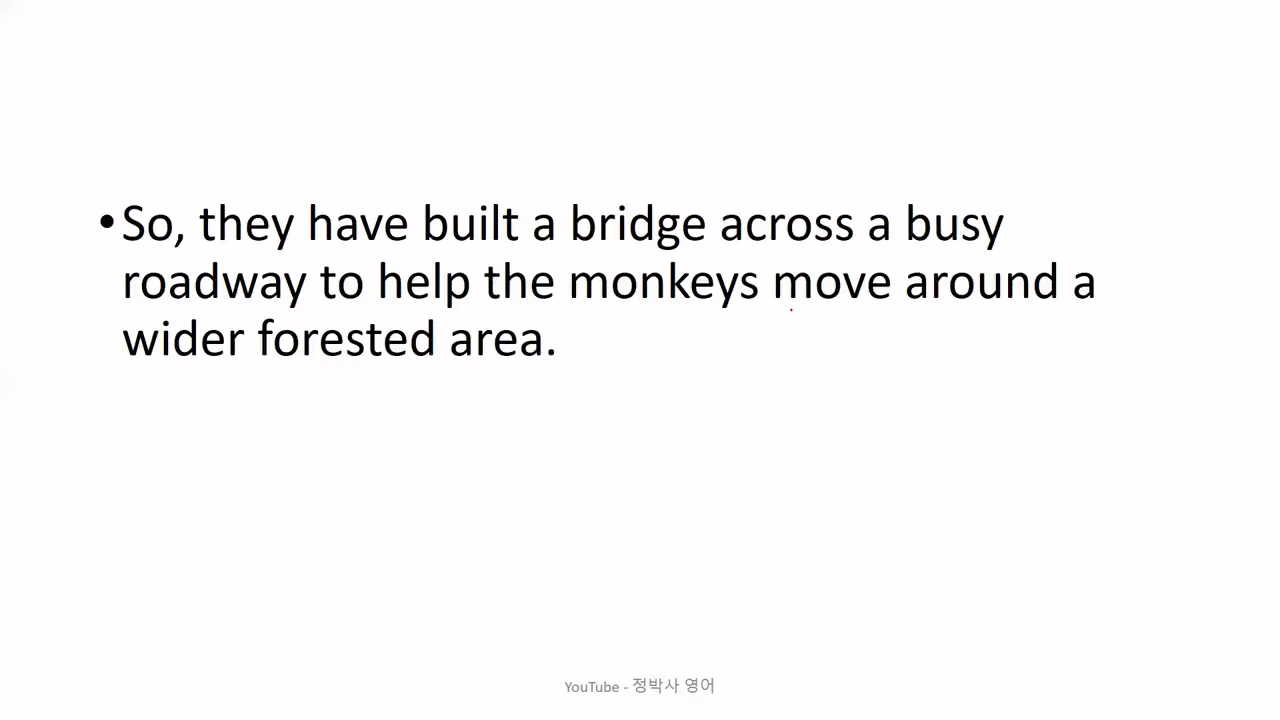 •So, they have built a bridge across a busy
roadway to help the monkeys move around a
wider forested area.
YouTube - 정박사 영어